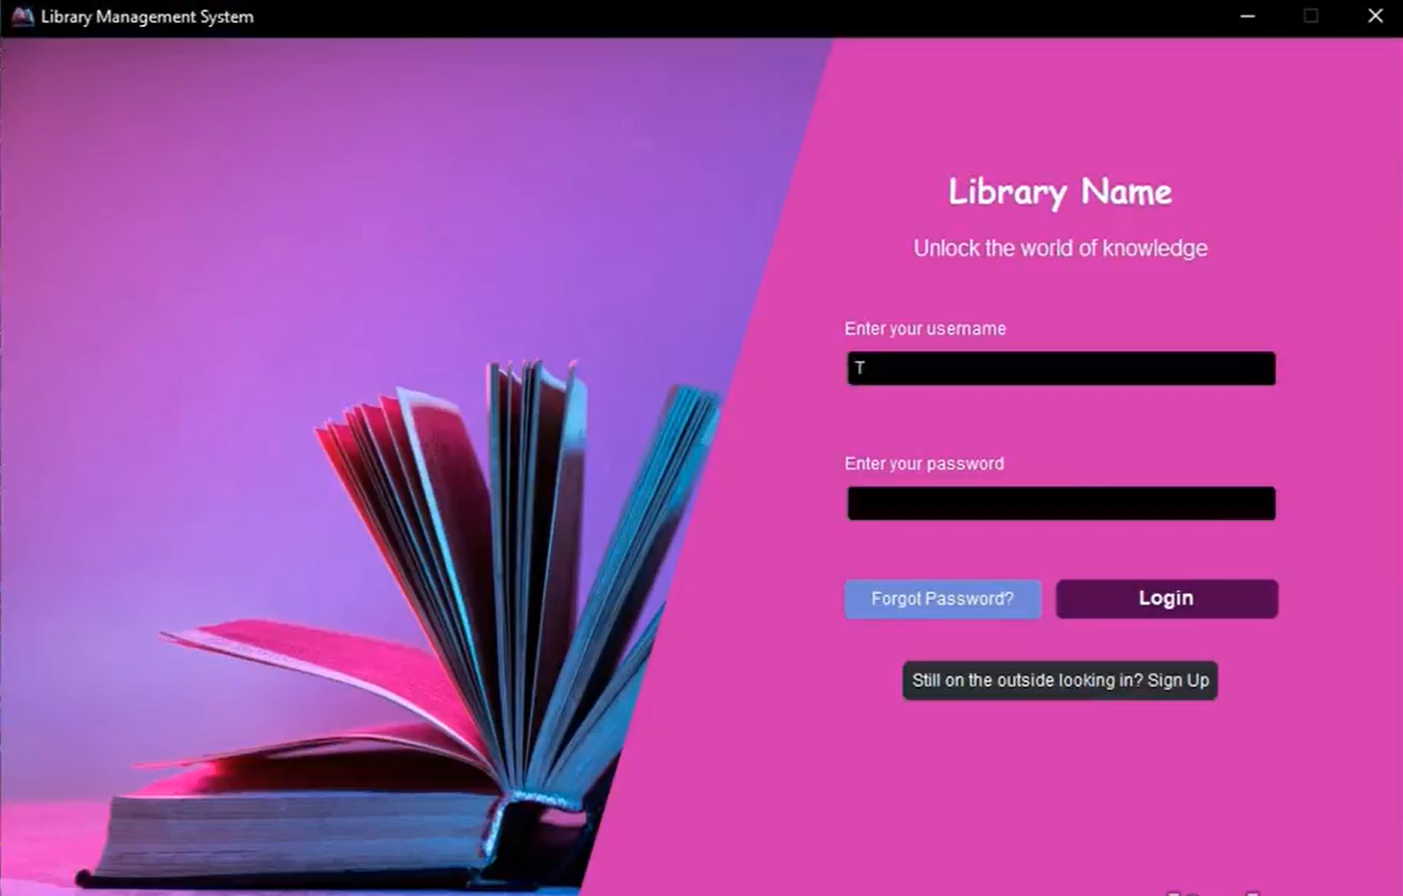 Library Management System
Library Name
Unlock the world of knowledge
Enter your username
T
Enter your password
Forgot Password?
Login
Still on the outside looking in? Sign Up